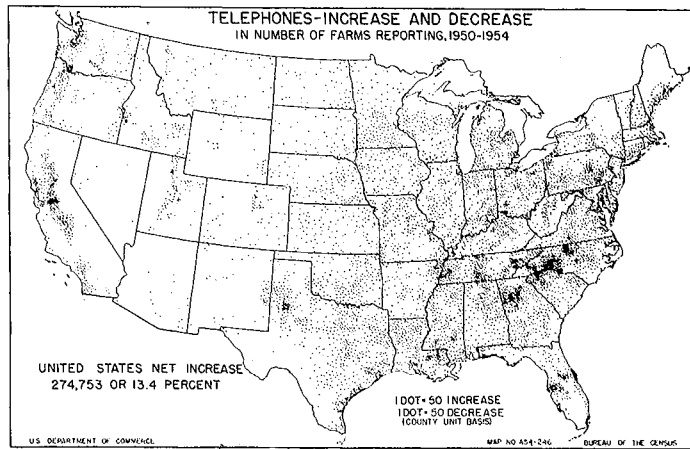 TELEPHONES-INCREASE AND DECREASE
IN NUMBER OF FARMS REPORTING, 1950-1954
UNITED STATES NET INCREASE
274,753 OR 13.4 PERCENT
1 DOT=50 INCREASE
1 DOT=50 DECREASE
(COUNTY UNIT BASIS)
U.S. DEPARTMENT OF COMMERCE
MAP NO. A54-246
BUREAU OF THE CENSUS